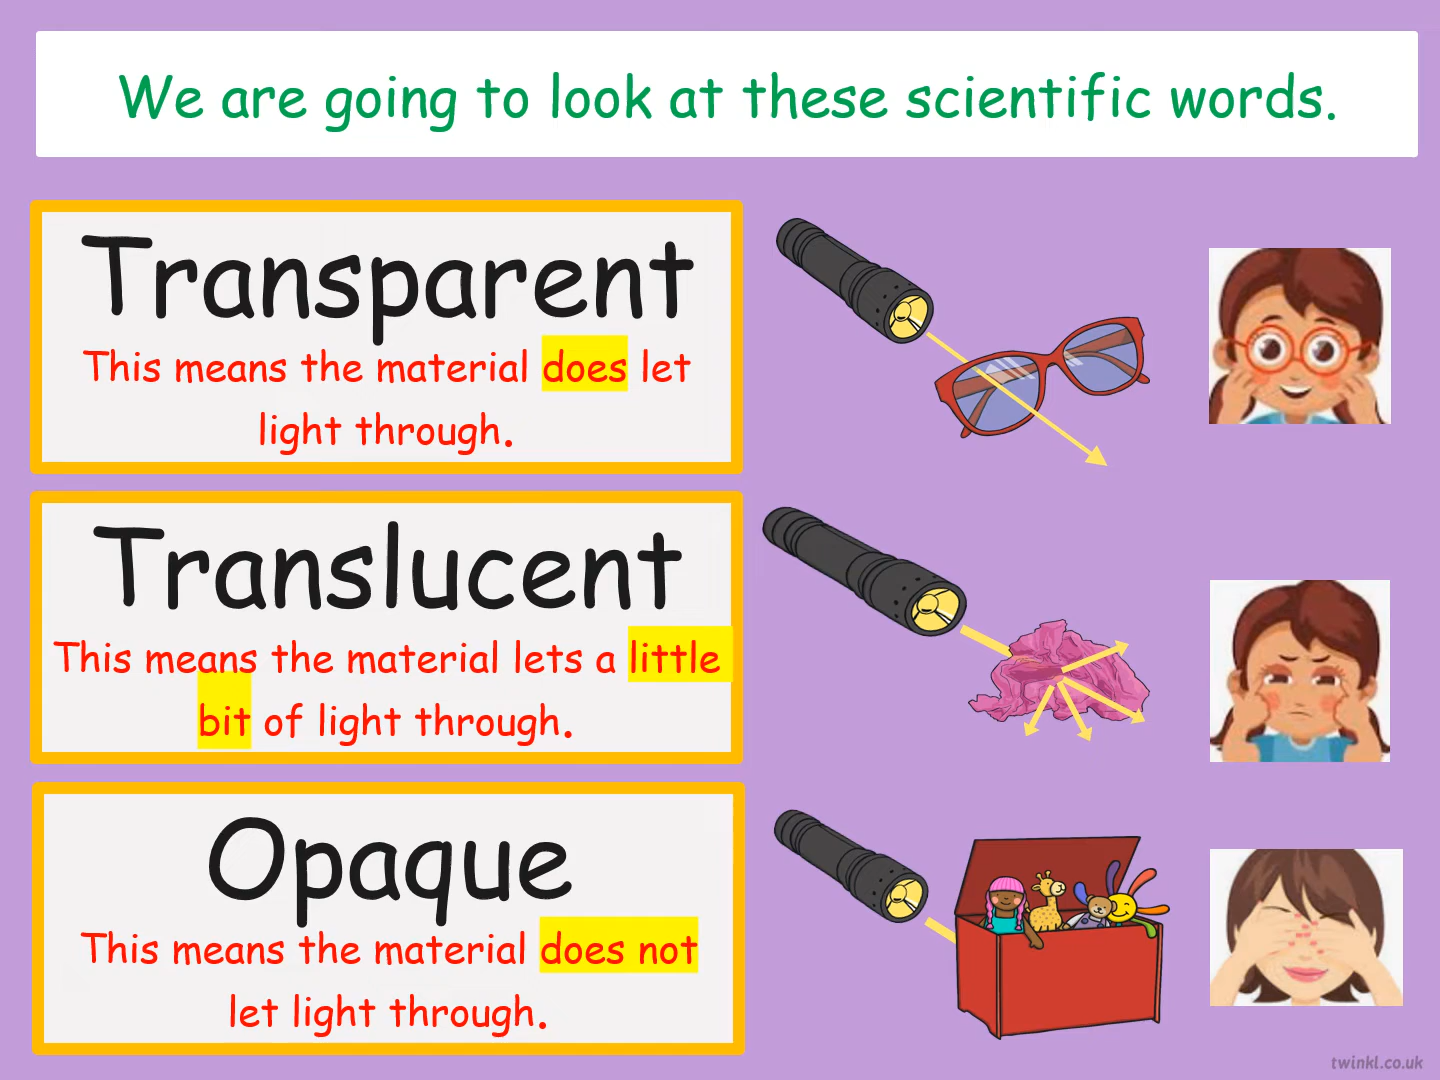 We are going to look at these scientific words.
Transparent
This means the material does let
light through.
Translucent
This means the material lets a little
bit of light through.
Opaque
This means the material does not
let light through.
twinkl.co.uk